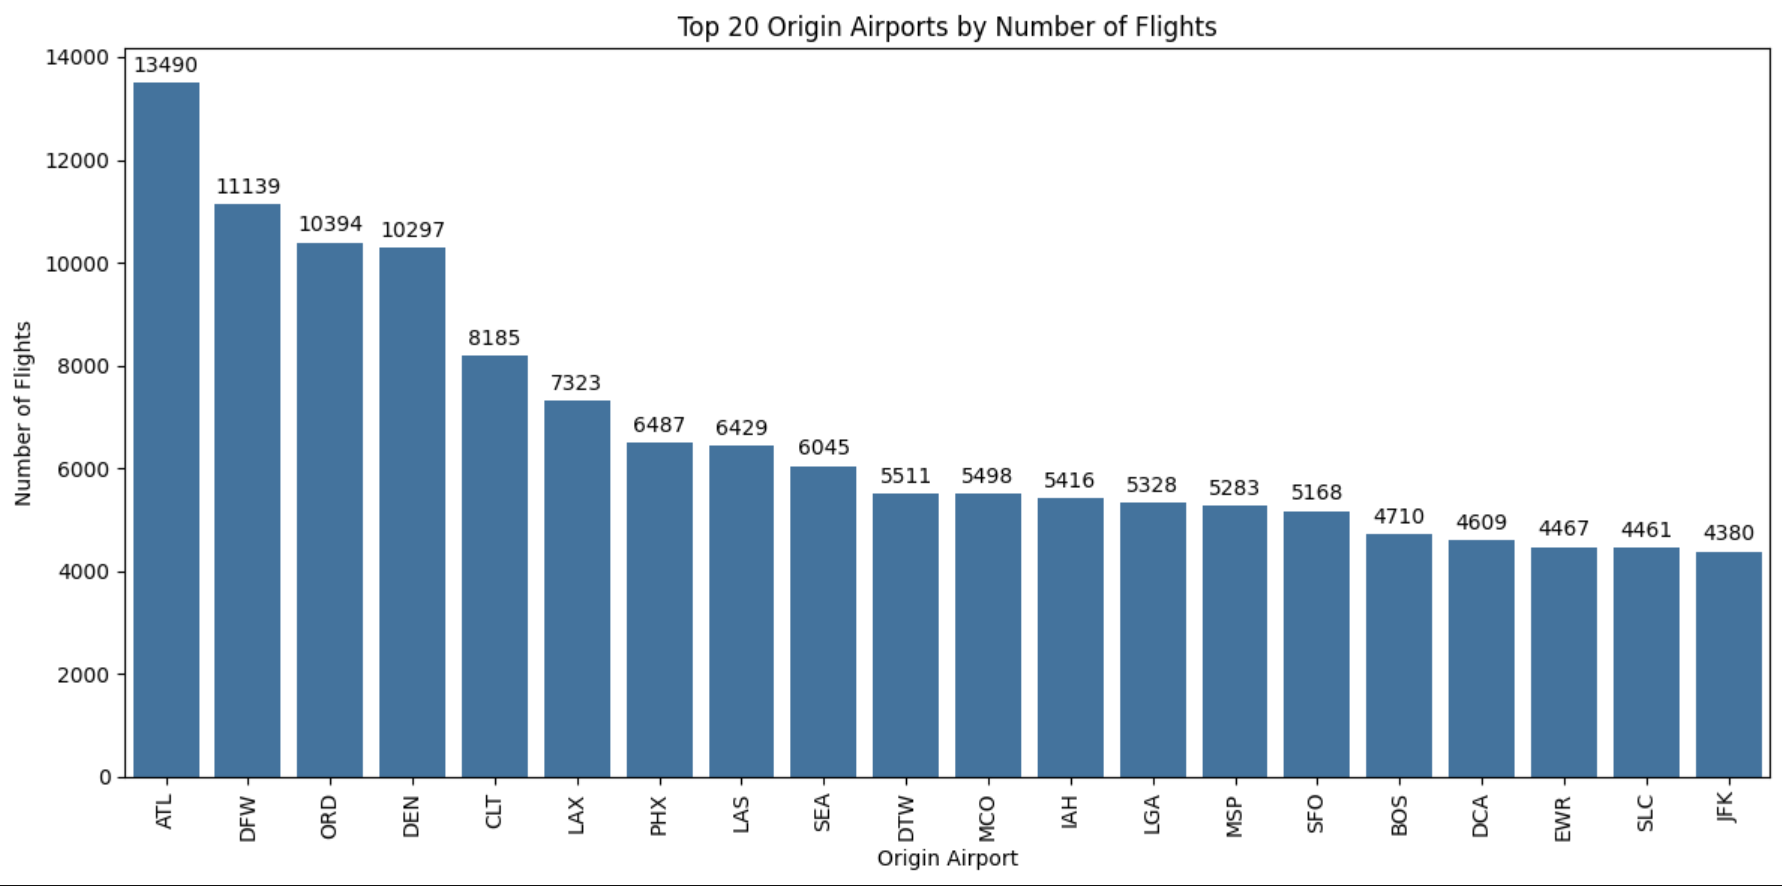 Top 20 Origin Airports by Number of Flights
Number of Flights
14000
12000
10000
8000
6000
4000
2000
0
13490
11139
10394
10297
8185
7323
6487
6429
6045
5511
5498
5416
5328
5283
5168
4710
4609
4467
4461
4380
ATL
DFW
ORD
DEN
CLT
LAX
PHX
LAS
SEA
DTW
MCO
IAH
LGA
MSP
SFO
BOS
DCA
EWR
SLC
JFK
Origin Airport